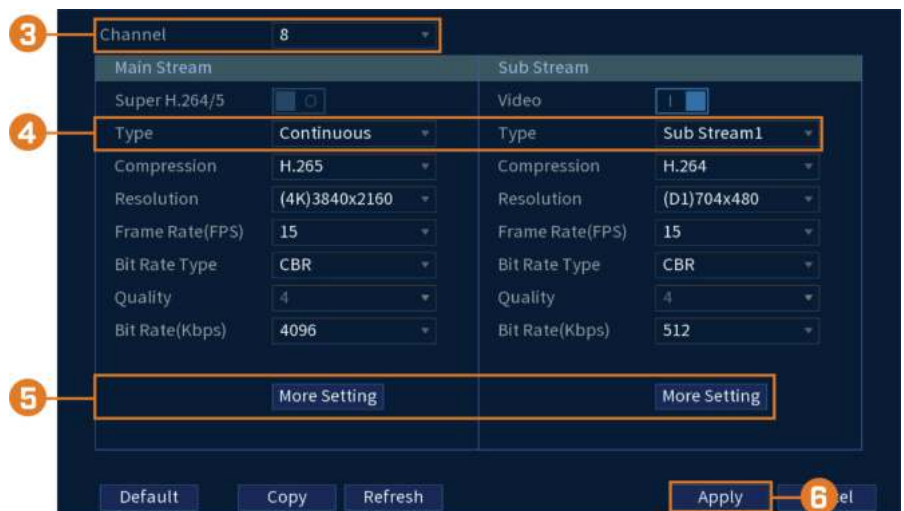 3 Channel 8
Main Stream Sub Stream
Super H.264/5 O Video I
4 Type Continuous Type Sub Stream1
Compression H.265 Compression H.264
Resolution (4K)3840x2160 Resolution (D1)704x480
Frame Rate(FPS) 15 Frame Rate(FPS) 15
Bit Rate Type CBR Bit Rate Type CBR
Quality 4 Quality 4
Bit Rate(Kbps) 4096 Bit Rate(Kbps) 512
5 More Setting More Setting
Default Copy Refresh Apply 6 el